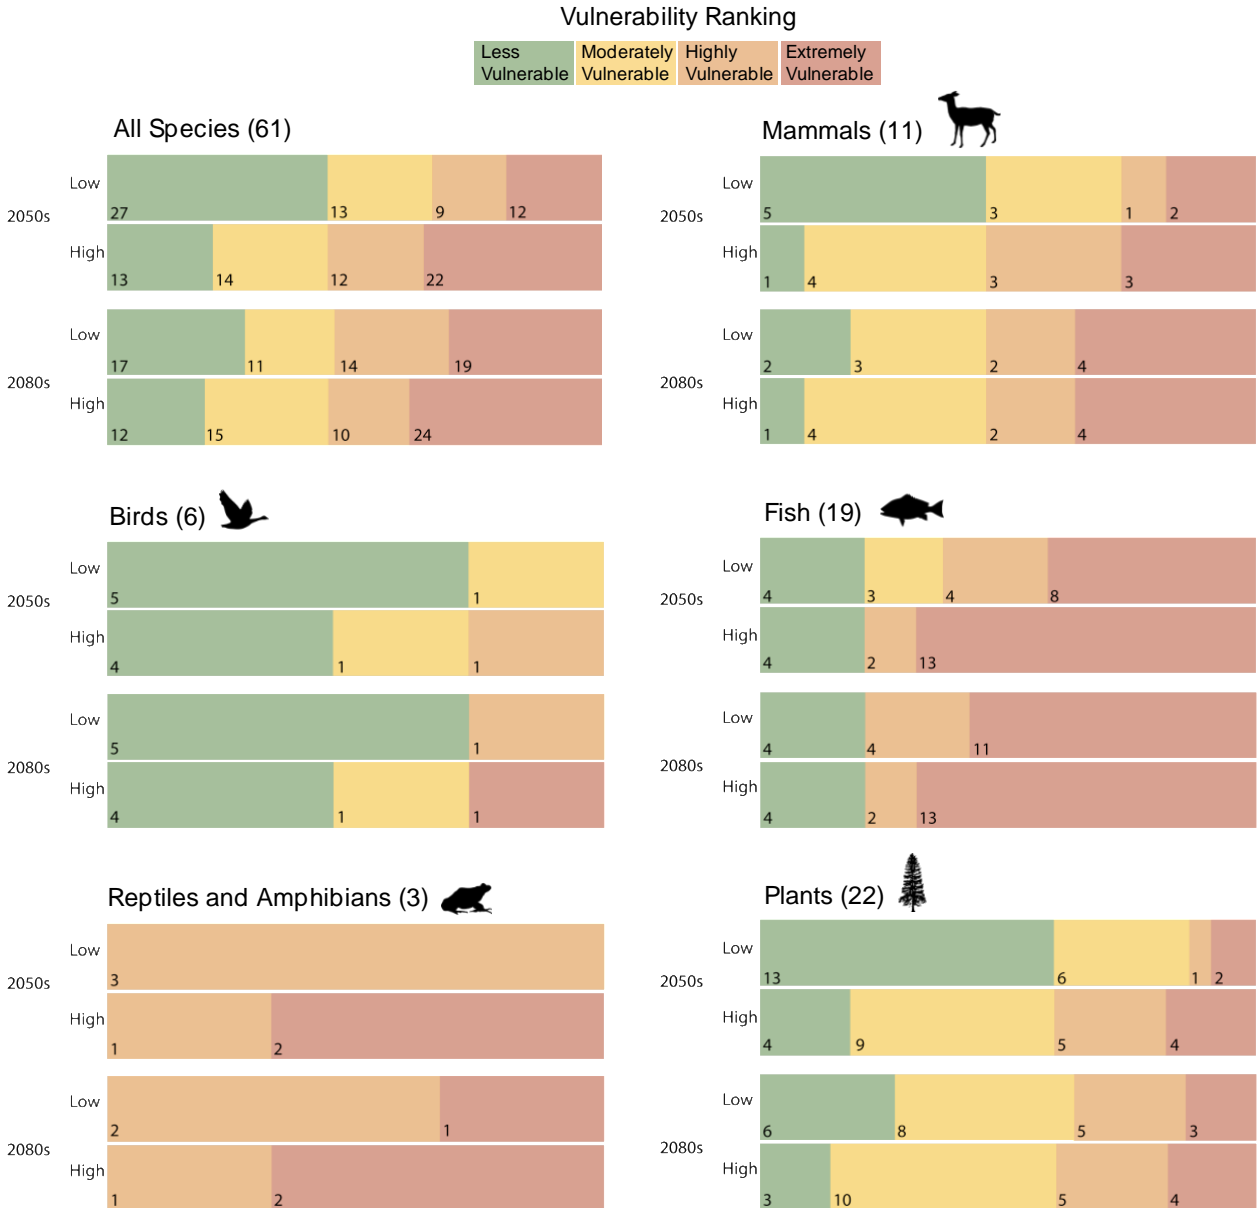 Vulnerability Ranking
Less Vulnerable
Moderately Vulnerable
Highly Vulnerable
Extremely Vulnerable
All Species (61)
2050s
Low
27 13 9 12
High
13 14 12 22
2080s
Low
17 11 14 19
High
12 15 10 24
Mammals (11)
2050s
Low
5 3 1 2
High
1 4 3 3
2080s
Low
2 3 2 4
High
1 4 2 4
Birds (6)
2050s
Low
5 1
High
4 1 1
2080s
Low
5 1
High
4 1 1
Fish (19)
2050s
Low
4 3 4 8
High
4 2 13
2080s
Low
4 4 11
High
4 2 13
Reptiles and Amphibians (3)
2050s
Low
3
High
1 2
2080s
Low
2 1
High
1 2
Plants (22)
2050s
Low
13 6 1 2
High
4 9 5 4
2080s
Low
6 8 5 3
High
3 10 5 4